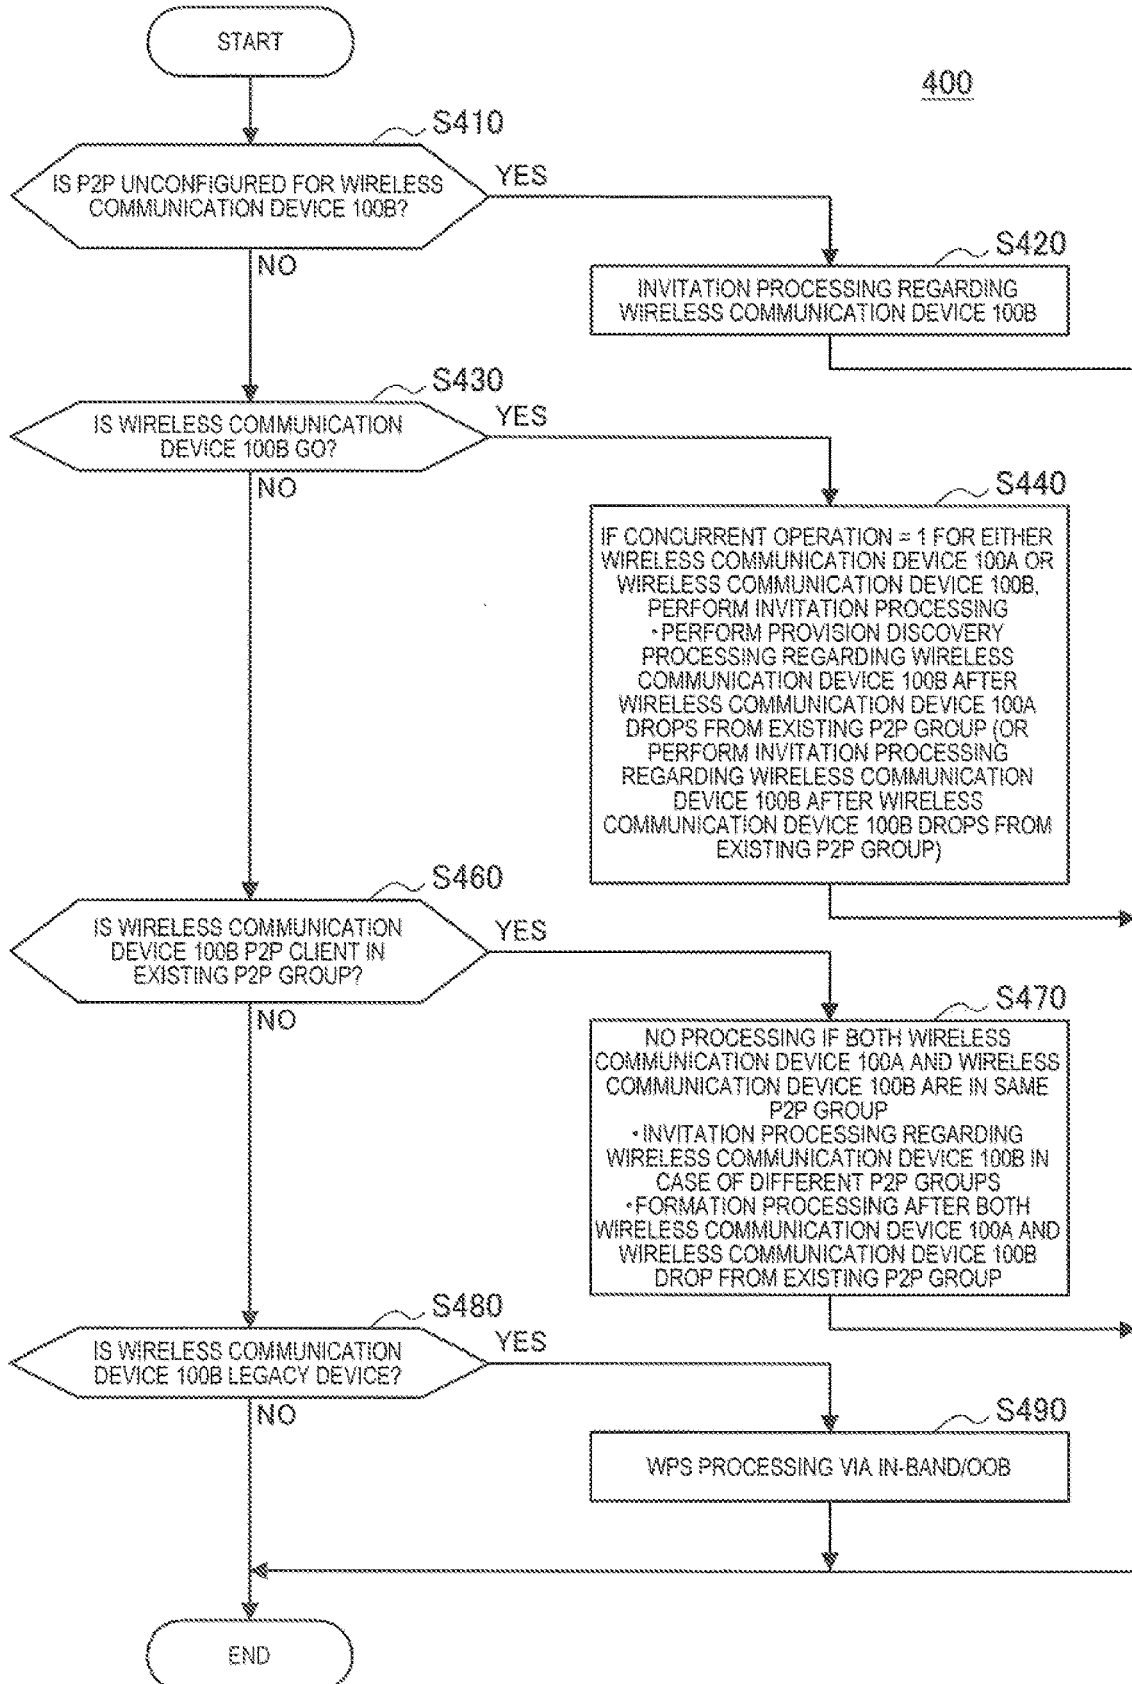 START
400
S410
IS P2P UNCONFIGURED FOR WIRELESS
COMMUNICATION DEVICE 100B?
YES
NO
S420
INVITATION PROCESSING REGARDING
WIRELESS COMMUNICATION DEVICE 100B
S430
IS WIRELESS COMMUNICATION
DEVICE 100B GO?
YES
NO
S440
IF CONCURRENT OPERATION = 1 FOR EITHER
WIRELESS COMMUNICATION DEVICE 100A OR
WIRELESS COMMUNICATION DEVICE 100B,
PERFORM INVITATION PROCESSING
・PERFORM PROVISION DISCOVERY
PROCESSING REGARDING WIRELESS
COMMUNICATION DEVICE 100B AFTER
WIRELESS COMMUNICATION DEVICE 100A
DROPS FROM EXISTING P2P GROUP (OR
PERFORM INVITATION PROCESSING
REGARDING WIRELESS COMMUNICATION
DEVICE 100B AFTER WIRELESS
COMMUNICATION DEVICE 100B DROPS FROM
EXISTING P2P GROUP)
S460
IS WIRELESS COMMUNICATION
DEVICE 100B P2P CLIENT IN
EXISTING P2P GROUP?
YES
NO
S470
NO PROCESSING IF BOTH WIRELESS
COMMUNICATION DEVICE 100A AND WIRELESS
COMMUNICATION DEVICE 100B ARE IN SAME
P2P GROUP
・INVITATION PROCESSING REGARDING
WIRELESS COMMUNICATION DEVICE 100B IN
CASE OF DIFFERENT P2P GROUPS
・FORMATION PROCESSING AFTER BOTH
WIRELESS COMMUNICATION DEVICE 100A AND
WIRELESS COMMUNICATION DEVICE 100B
DROP FROM EXISTING P2P GROUP
S480
IS WIRELESS COMMUNICATION
DEVICE 100B LEGACY DEVICE?
YES
NO
S490
WPS PROCESSING VIA IN-BAND/OOB
END